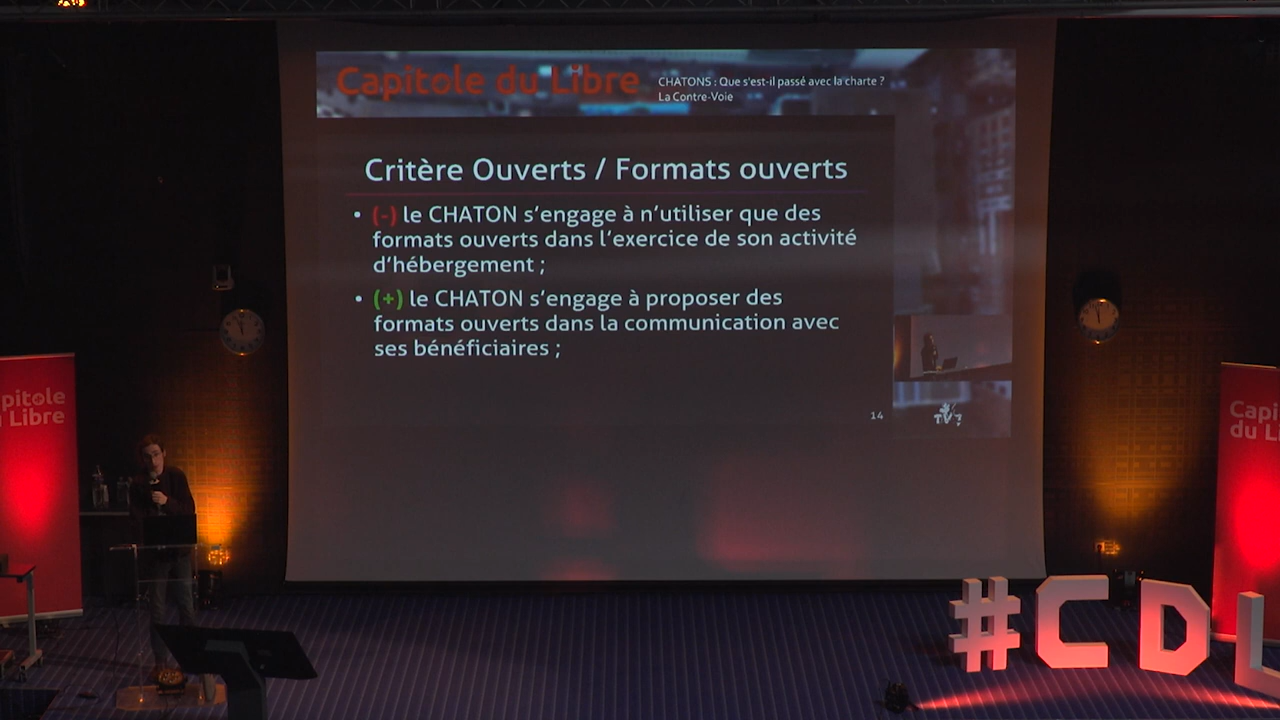 Capitole du Libre
CHATONS : Que s'est-il passé avec la charte ?
La Contre-Voie
Critère Ouverts / Formats ouverts
• (-) le CHATON s’engage à n’utiliser que des
formats ouverts dans l’exercice de son activité
d’hébergement ;
• (+) le CHATON s’engage à proposer des
formats ouverts dans la communication avec
ses bénéficiaires ;
14
pitole
u Libre
Capi
du Li
#CDL